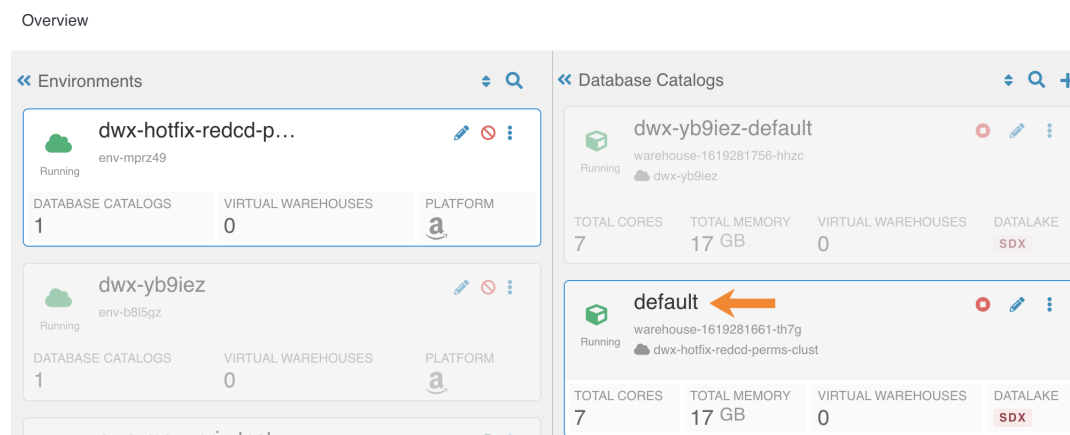 Overview
Environments
dwx-hotfix-redcd-p...
env-mprz49
Running
DATABASE CATALOGS VIRTUAL WAREHOUSES PLATFORM
1 0 a
dwx-yb9iez
env-b8l5gz
Running
DATABASE CATALOGS VIRTUAL WAREHOUSES PLATFORM
1 0 a
Database Catalogs
dwx-yb9iez-default
warehouse-1619281756-hhzc
Running
dwx-yb9iez
TOTAL CORES TOTAL MEMORY VIRTUAL WAREHOUSES DATALAKE
7 17 GB 0 SDX
default
warehouse-1619281661-th7g
Running
dwx-hotfix-redcd-perms-clust
TOTAL CORES TOTAL MEMORY VIRTUAL WAREHOUSES DATALAKE
7 17 GB 0 SDX